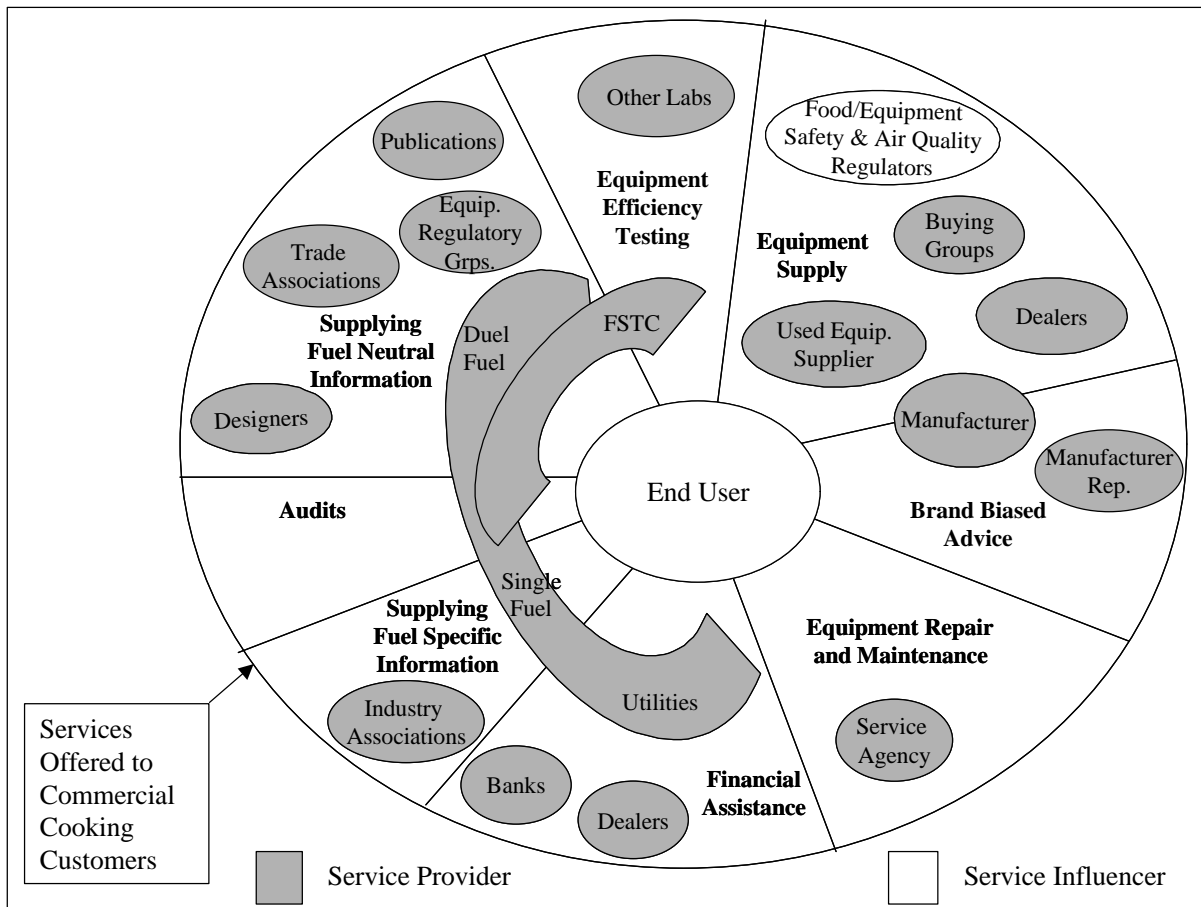 Other Labs
Food/Equipment
Safety & Air Quality
Regulators
Publications
Equipment
Efficiency
Testing
Equip.
Regulatory
Grps.
Buying
Groups
Trade
Associations
Equipment
Supply
Dealers
Supplying
Fuel Neutral
Information
Duel
Fuel
FSTC
Used Equip.
Supplier
Designers
Manufacturer
Manufacturer
Rep.
End User
Audits
Brand Biased
Advice
Single
Fuel
Supplying
Fuel Specific
Information
Equipment Repair
and Maintenance
Utilities
Industry
Associations
Service
Agency
Services
Offered to
Commercial
Cooking
Customers
Banks
Dealers
Financial
Assistance
Service Provider
Service Influencer